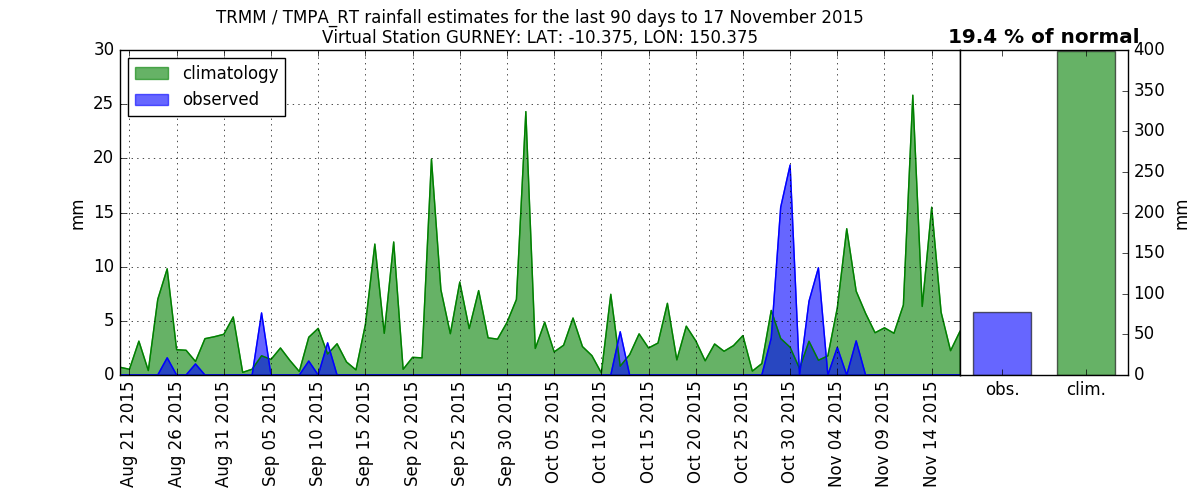 TRMM / TMPA_RT rainfall estimates for the last 90 days to 17 November 2015
Virtual Station GURNEY: LAT: -10.375, LON: 150.375
19.4 % of normal
climatology
observed
30
25
20
15
10
5
0
mm
400
350
300
250
200
150
100
50
0
mm
Aug 21 2015
Aug 26 2015
Aug 31 2015
Sep 05 2015
Sep 10 2015
Sep 15 2015
Sep 20 2015
Sep 25 2015
Sep 30 2015
Oct 05 2015
Oct 10 2015
Oct 15 2015
Oct 20 2015
Oct 25 2015
Oct 30 2015
Nov 04 2015
Nov 09 2015
Nov 14 2015
obs.
clim.